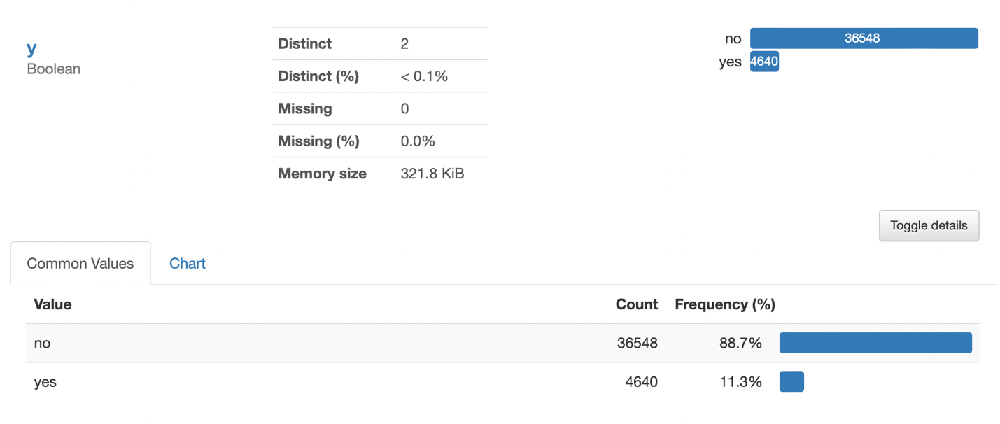 y
Boolean
Distinct 2
Distinct (%) < 0.1%
Missing 0
Missing (%) 0.0%
Memory size 321.8 KiB
no 36548
yes 4640
Toggle details
Common Values Chart
Value Count Frequency (%)
no 36548 88.7%
yes 4640 11.3%